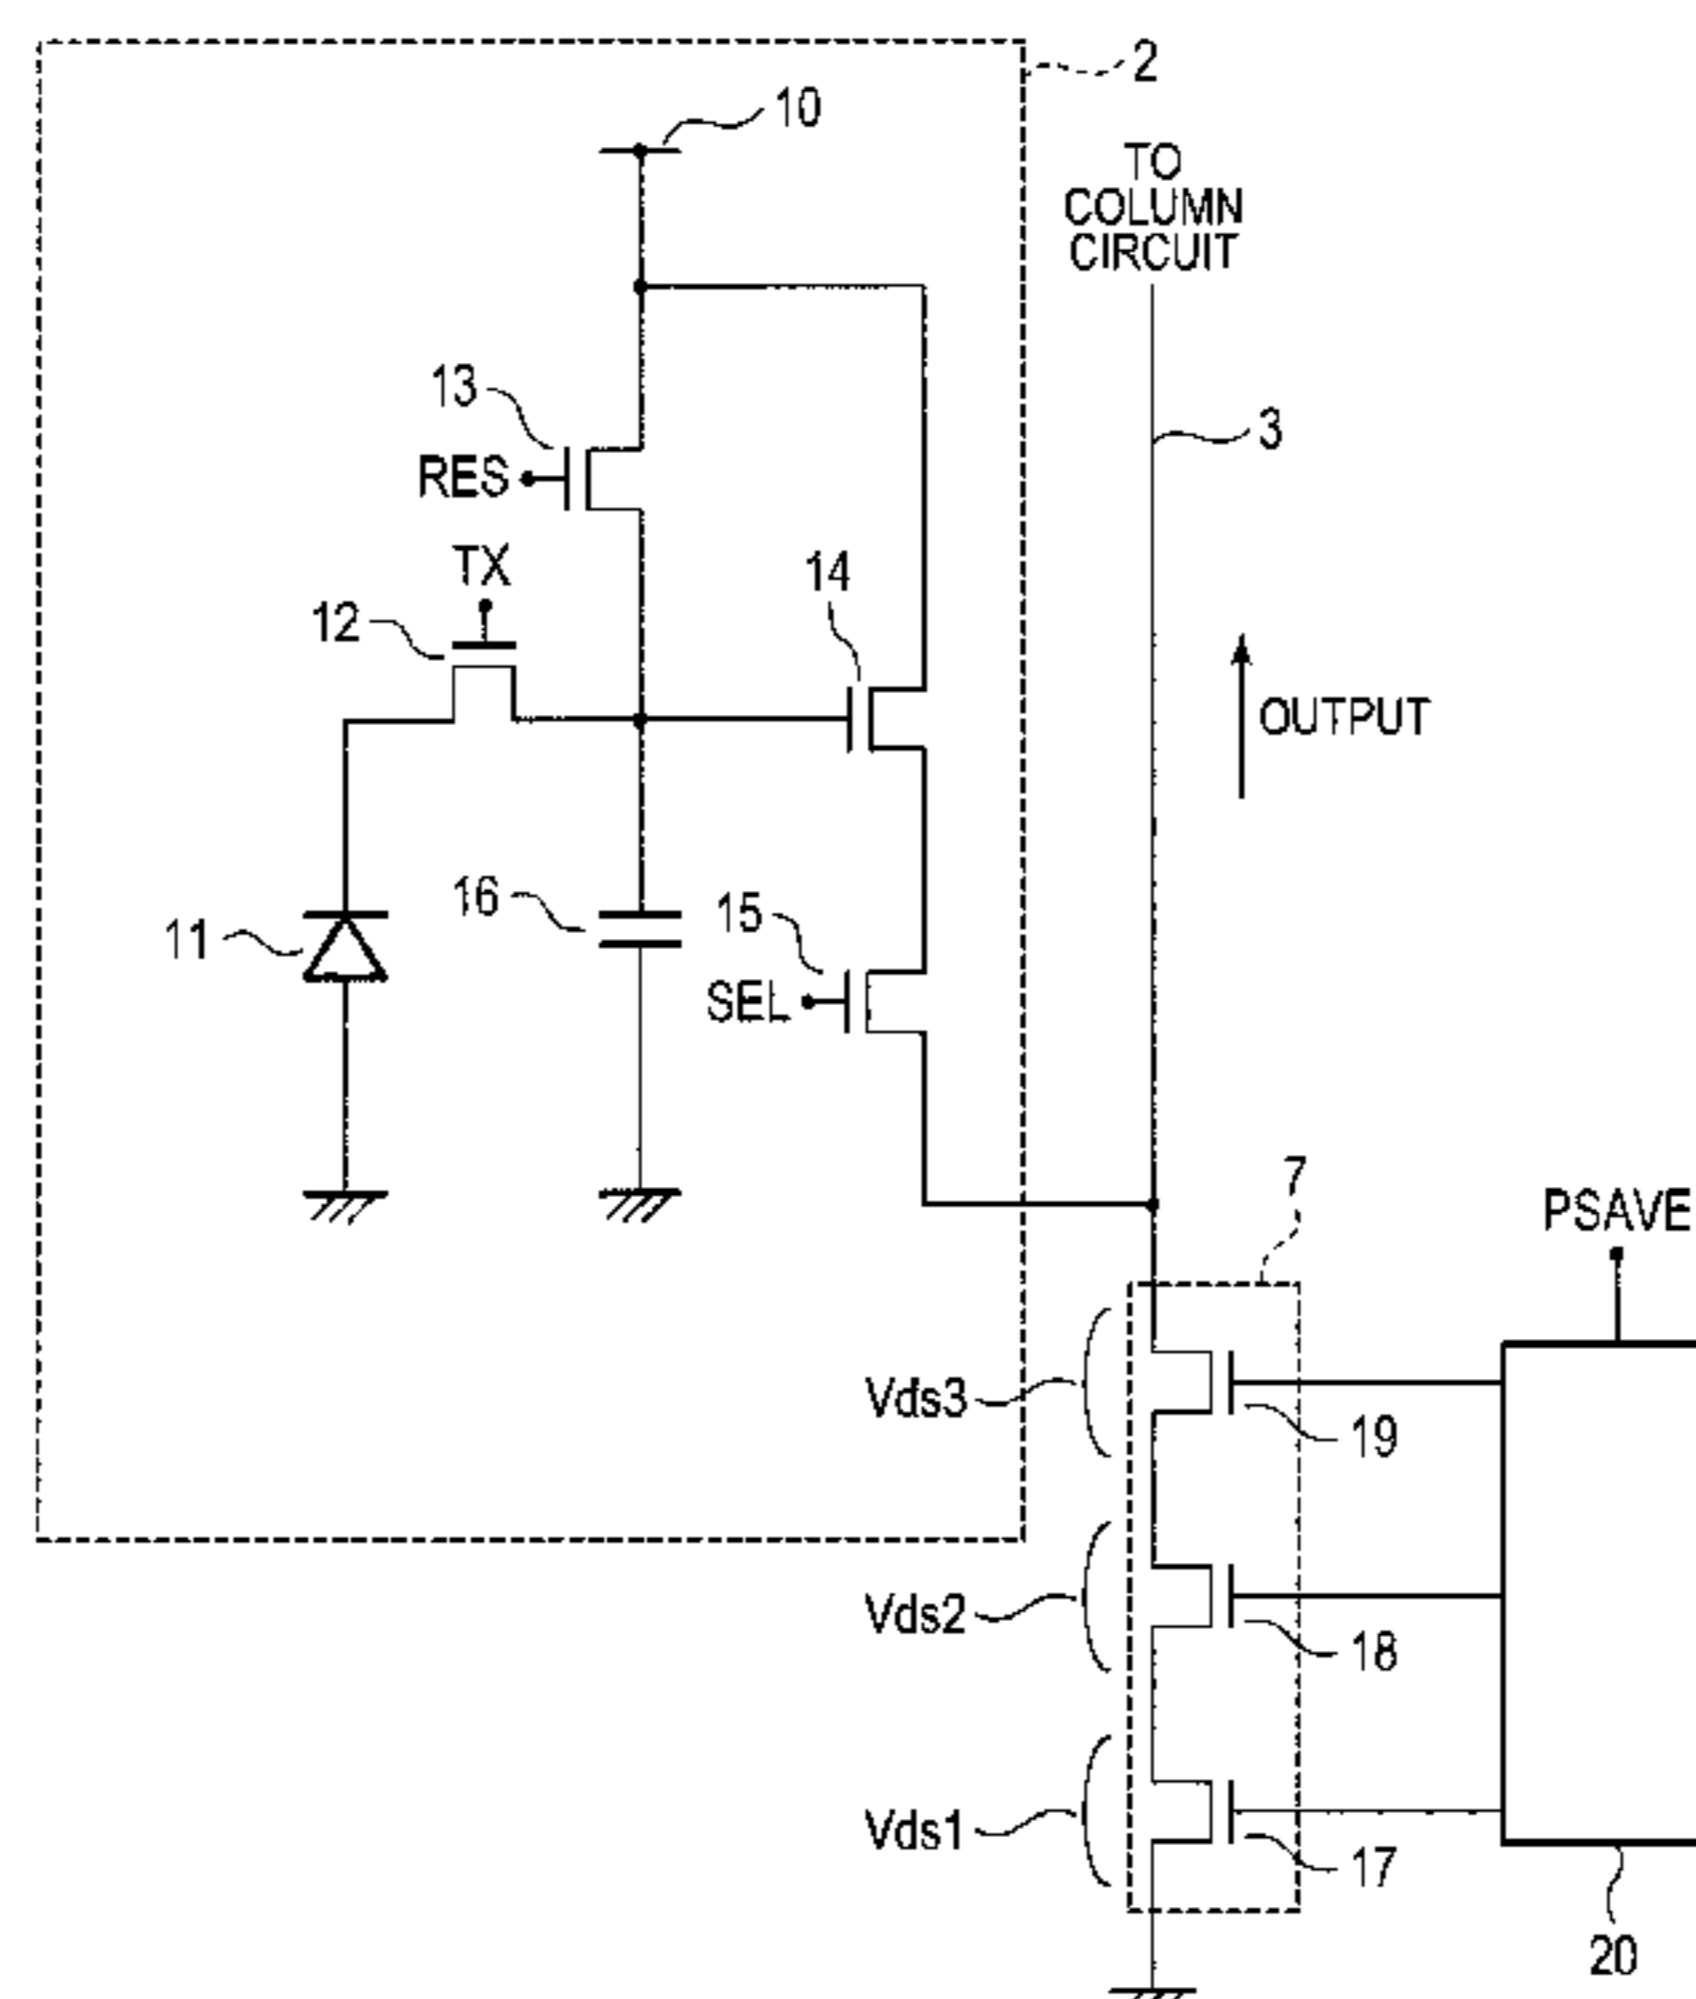 2
10
TO
COLUMN
CIRCUIT
13
3
RES
TX
14
12
OUTPUT
16
15
11
SEL
7
PSAVE
Vds3
19
Vds2
18
Vds1
17
20